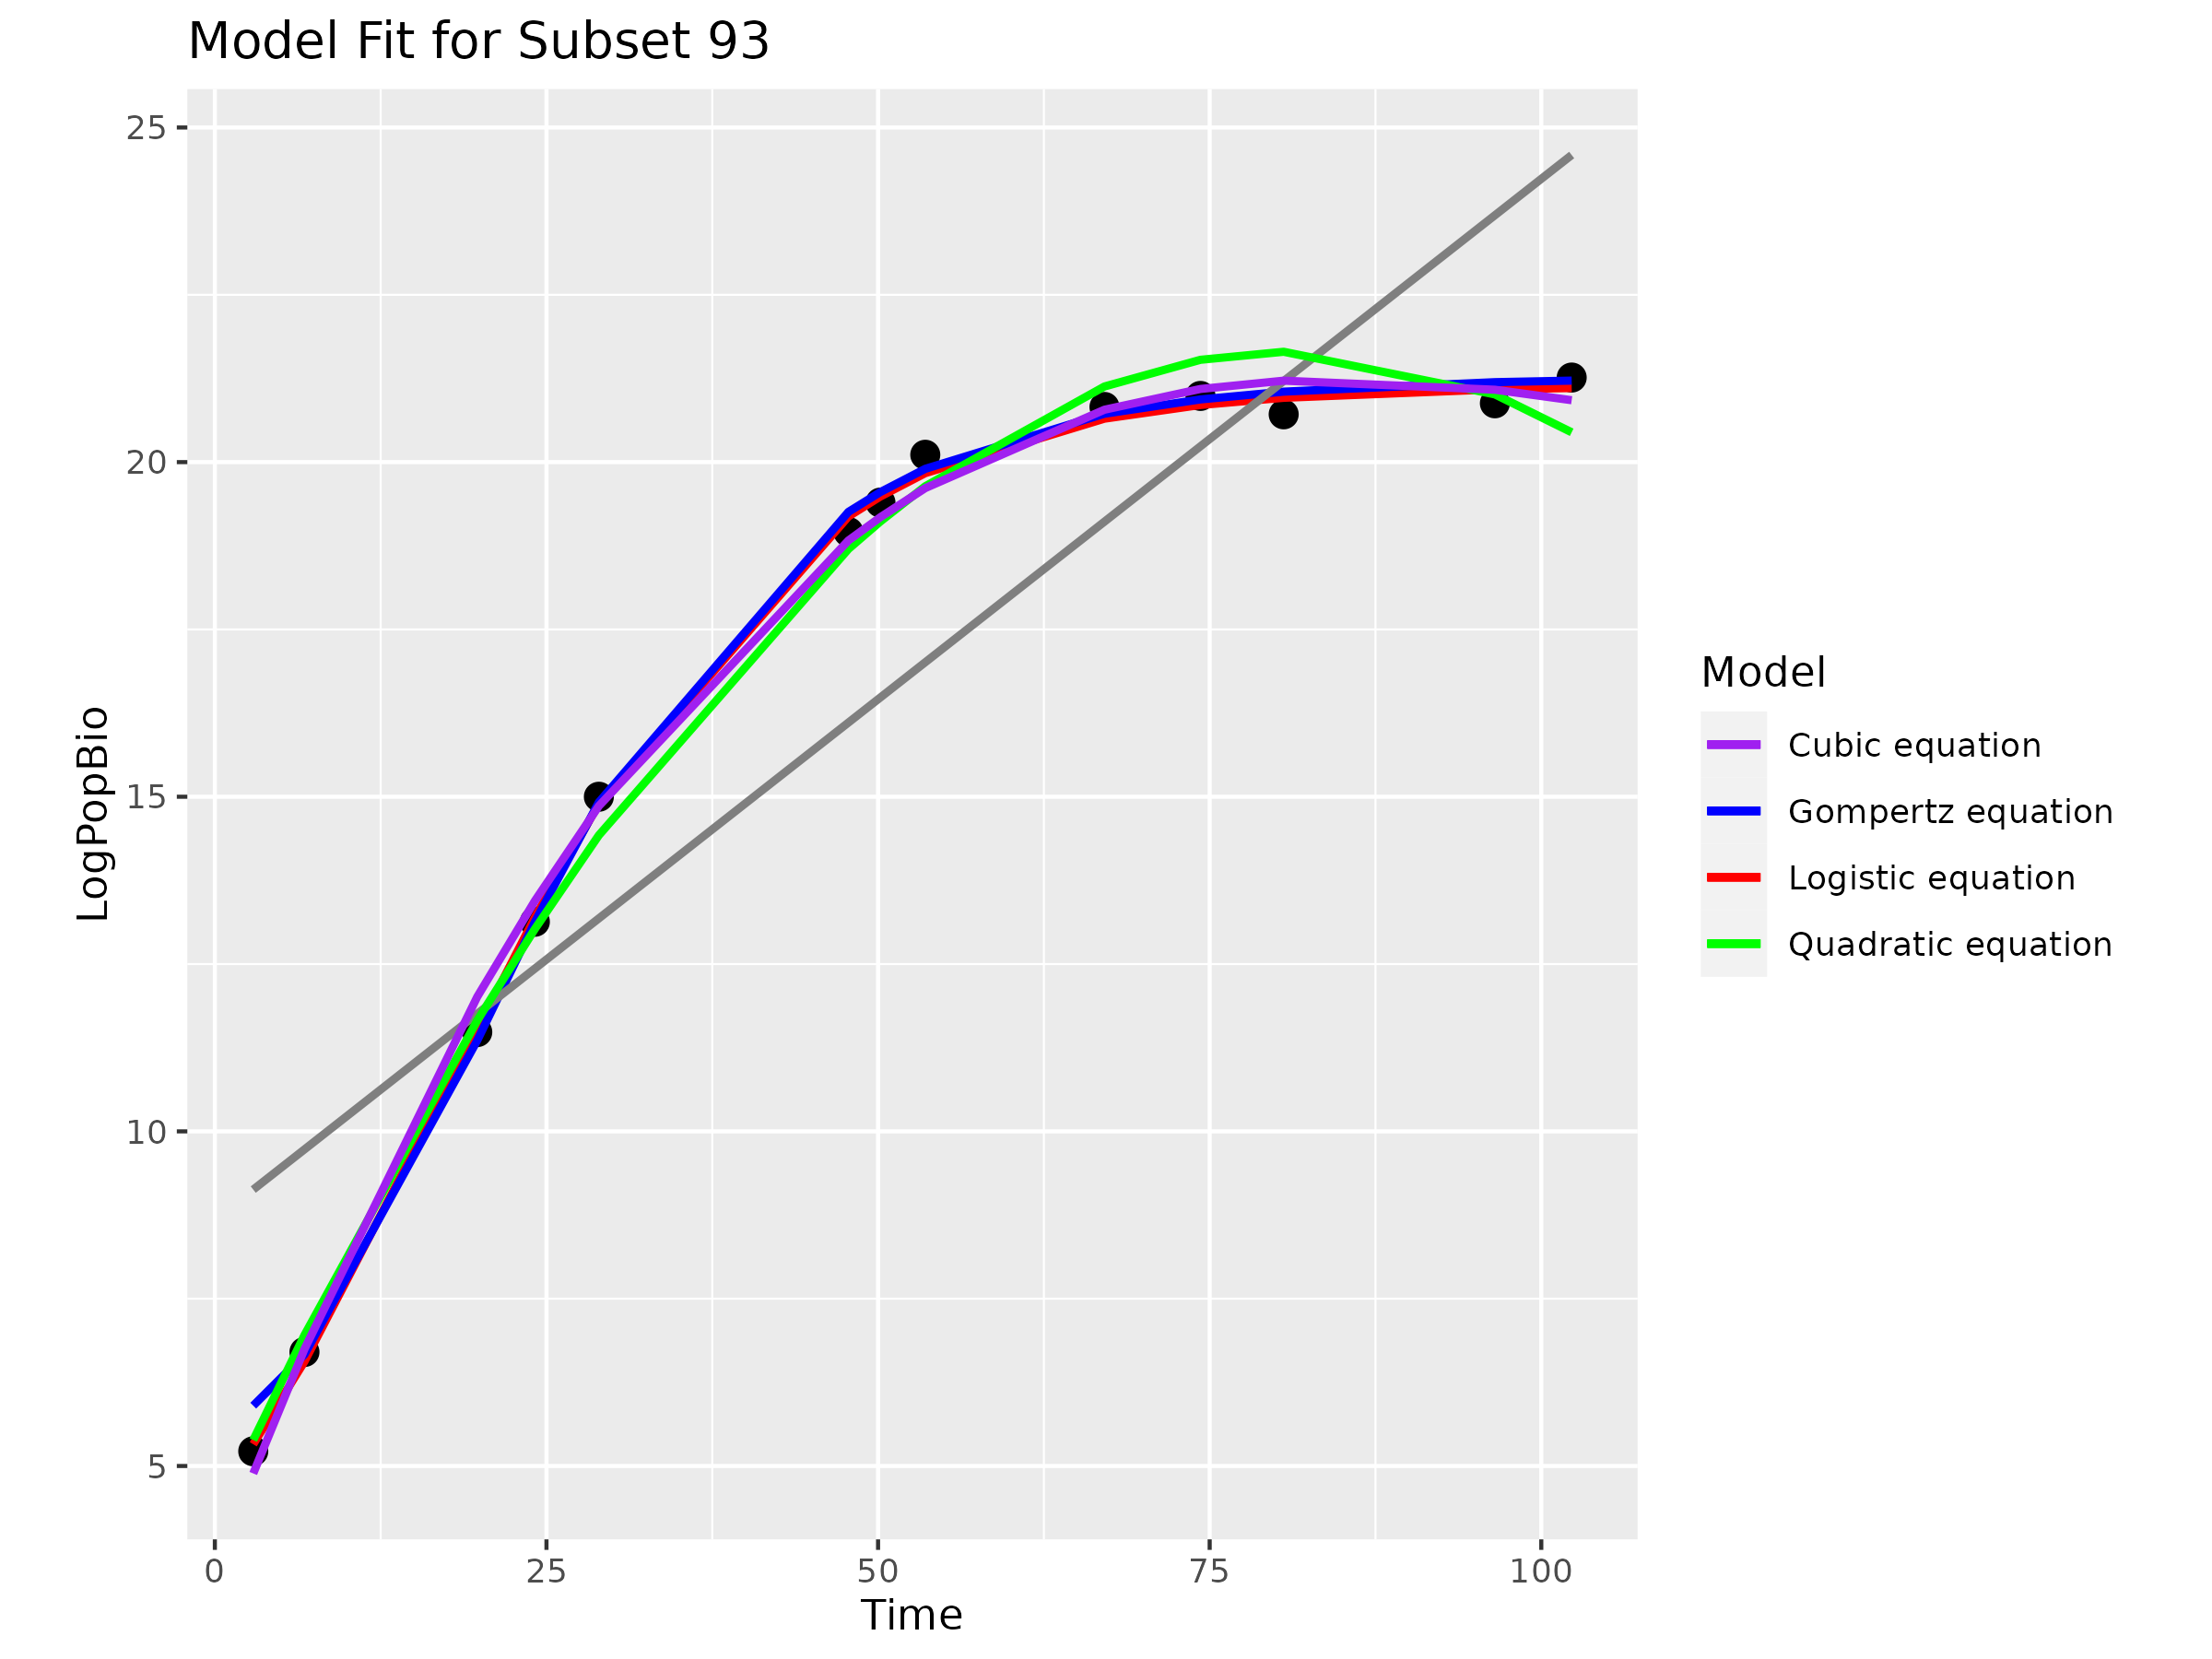 Model Fit for Subset 93
25
20
15
10
5
LogPopBio
0 25 50 75 100
Time
Model
Cubic equation
Gompertz equation
Logistic equation
Quadratic equation